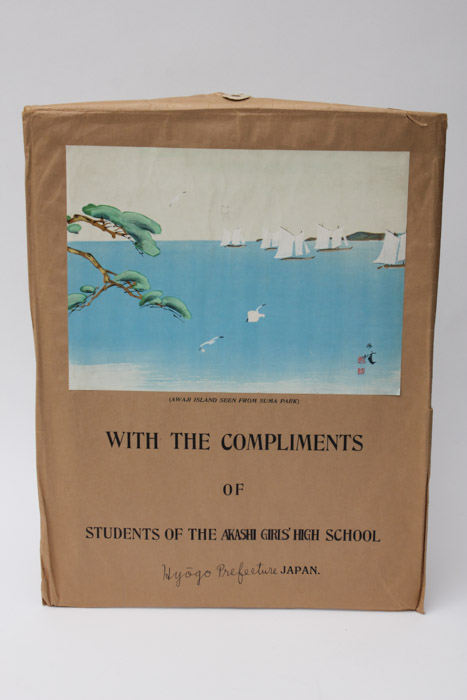 (AWAJI ISLAND SEEN FROM SUMA PARK)
WITH THE COMPLIMENTS
OF
STUDENTS OF THE AKASHI GIRLS' HIGH SCHOOL
Hyōgo Prefecture JAPAN.